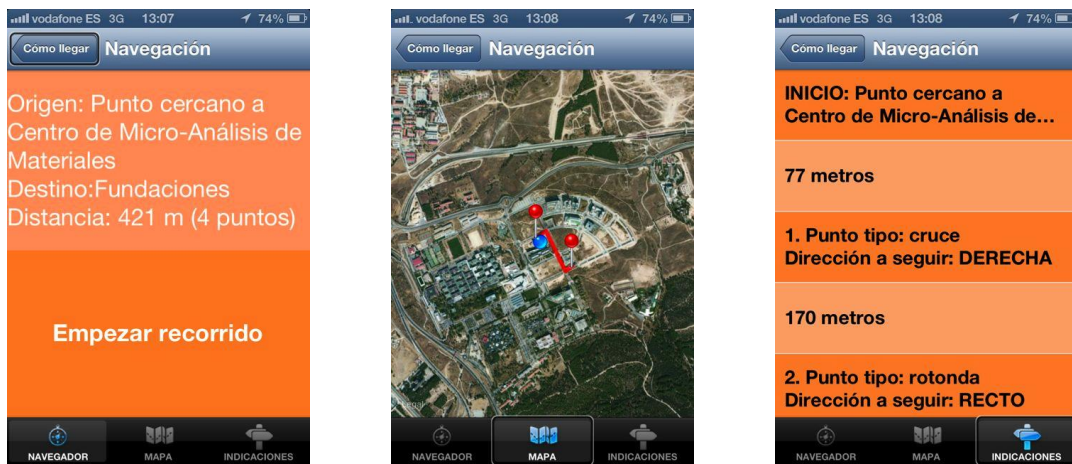 vodafone ES 3G 13:07 74%
Cómo llegar Navegación
Origen: Punto cercano a
Centro de Micro-Análisis de
Materiales
Destino:Fundaciones
Distancia: 421 m (4 puntos)
Empezar recorrido
NAVEGADOR MAPA INDICACIONES
vodafone ES 3G 13:08 74%
Cómo llegar Navegación
Legal
NAVEGADOR MAPA INDICACIONES
vodafone ES 3G 13:08 74%
Cómo llegar Navegación
INICIO: Punto cercano a
Centro de Micro-Análisis de...
77 metros
1. Punto tipo: cruce
Dirección a seguir: DERECHA
170 metros
2. Punto tipo: rotonda
Dirección a seguir: RECTO
NAVEGADOR MAPA INDICACIONES